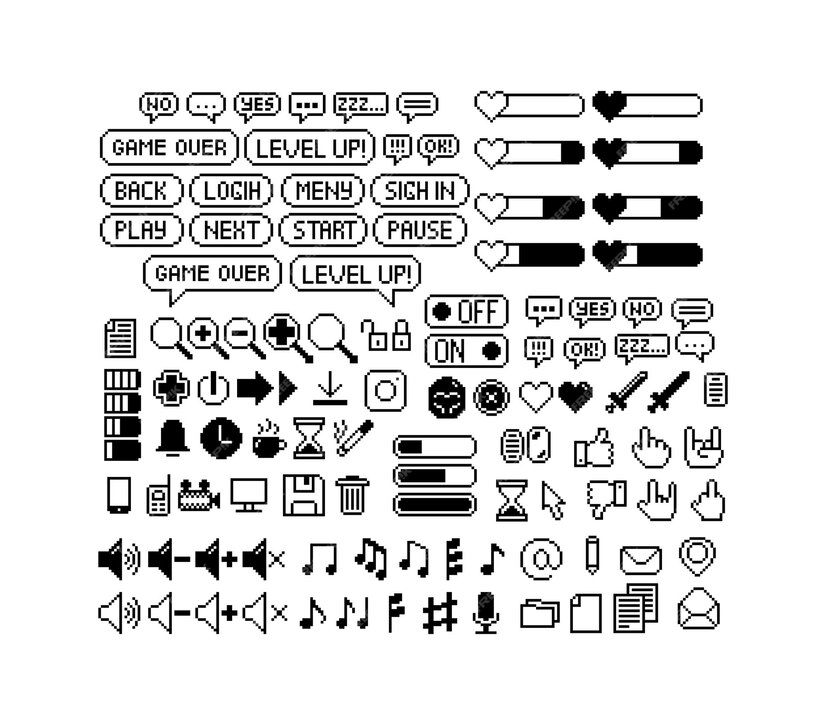 NO ... YES ... ZZZ...
GAME OVER LEVEL UP! !!! OK!
BACK LOGIH MENY SIGH IN
PLAY NEXT START PAUSE
GAME OVER LEVEL UP!
OFF ... YES NO
ON !!! OK! ZZZ... ...
@